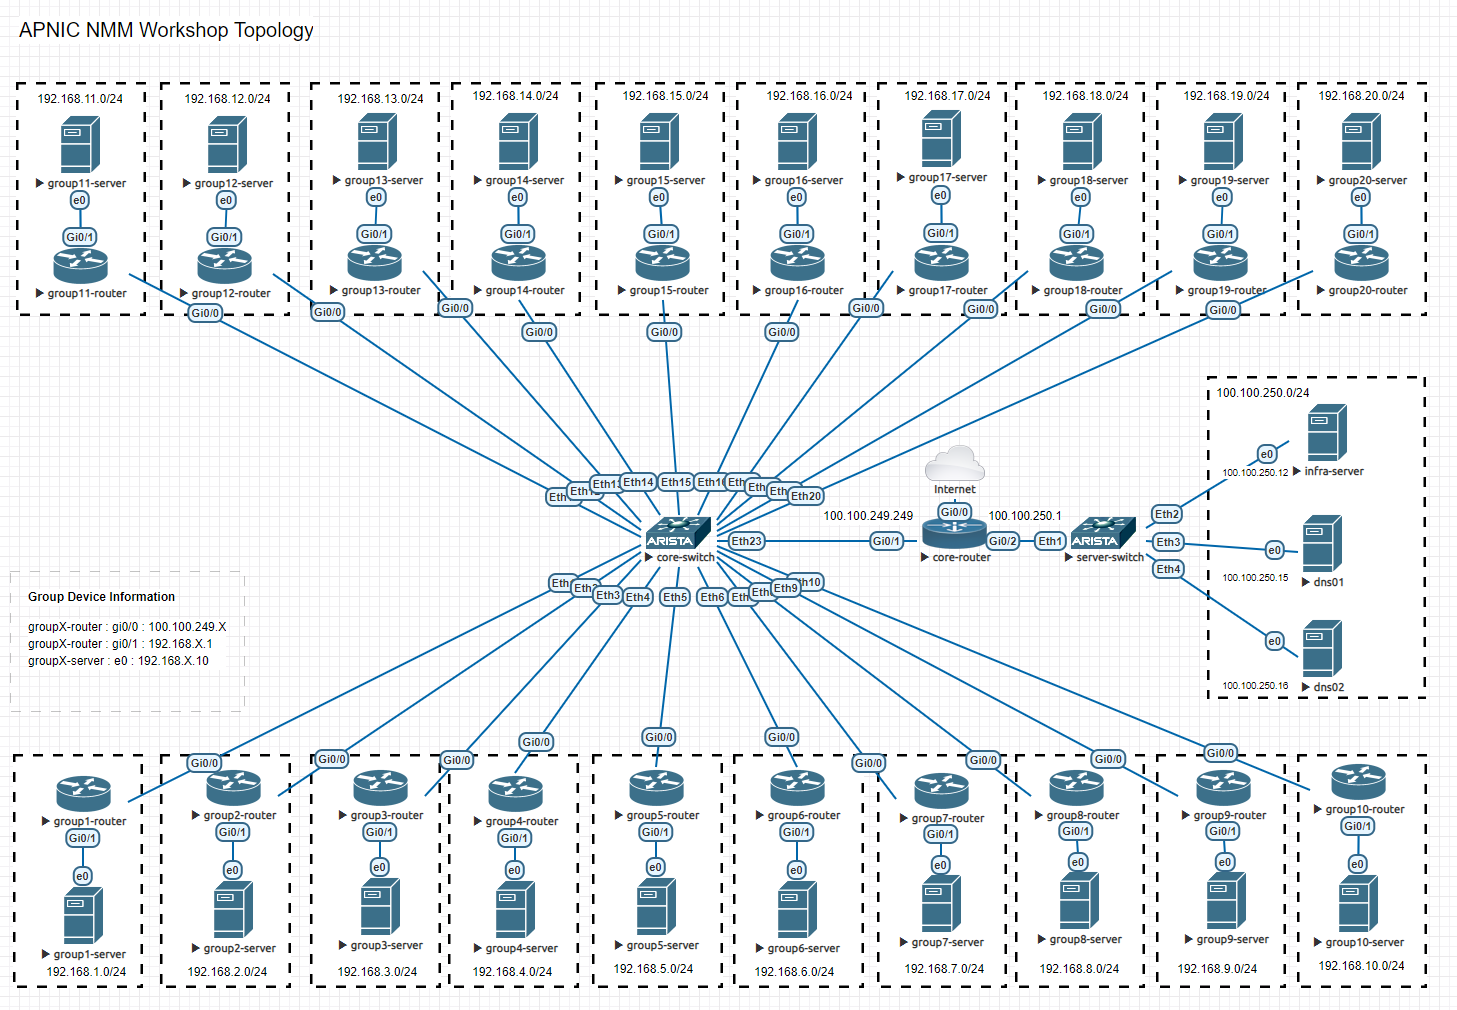 APNIC NMM Workshop Topology
192.168.11.0/24
192.168.12.0/24
192.168.13.0/24
192.168.14.0/24
192.168.15.0/24
192.168.16.0/24
192.168.17.0/24
192.168.18.0/24
192.168.19.0/24
192.168.20.0/24
group11-server
group12-server
group13-server
group14-server
group15-server
group16-server
group17-server
group18-server
group19-server
group20-server
e0
e0
e0
e0
e0
e0
e0
e0
e0
e0
Gi0/1
Gi0/1
Gi0/1
Gi0/1
Gi0/1
Gi0/1
Gi0/1
Gi0/1
Gi0/1
Gi0/1
group11-router
group12-router
group13-router
group14-router
group15-router
group16-router
group17-router
group18-router
group19-router
group20-router
Gi0/0
Gi0/0
Gi0/0
Gi0/0
Gi0/0
Gi0/0
Gi0/0
Gi0/0
Gi0/0
Gi0/0
100.100.250.0/24
e0
100.100.250.12
infra-server
Eth14
Eth15
Eth20
Internet
Gi0/0
100.100.249.249
100.100.250.1
Eth2
ARISTA
core-switch
Eth23
Gi0/1
core-router
Gi0/2
Eth1
ARISTA
server-switch
Eth3
e0
Eth4
100.100.250.15
dns01
e0
100.100.250.16
dns02
Eth3
Eth4
Eth5
Eth6
Eth9
Group Device Information
groupX-router : gi0/0 : 100.100.249.X
groupX-router : gi0/1 : 192.168.X.1
groupX-server : e0 : 192.168.X.10
Gi0/0
Gi0/0
Gi0/0
Gi0/0
Gi0/0
Gi0/0
Gi0/0
Gi0/0
Gi0/0
Gi0/0
group1-router
group2-router
group3-router
group4-router
group5-router
group6-router
group7-router
group8-router
group9-router
group10-router
Gi0/1
Gi0/1
Gi0/1
Gi0/1
Gi0/1
Gi0/1
Gi0/1
Gi0/1
Gi0/1
Gi0/1
e0
e0
e0
e0
e0
e0
e0
e0
e0
e0
group1-server
group2-server
group3-server
group4-server
group5-server
group6-server
group7-server
group8-server
group9-server
group10-server
192.168.1.0/24
192.168.2.0/24
192.168.3.0/24
192.168.4.0/24
192.168.5.0/24
192.168.6.0/24
192.168.7.0/24
192.168.8.0/24
192.168.9.0/24
192.168.10.0/24